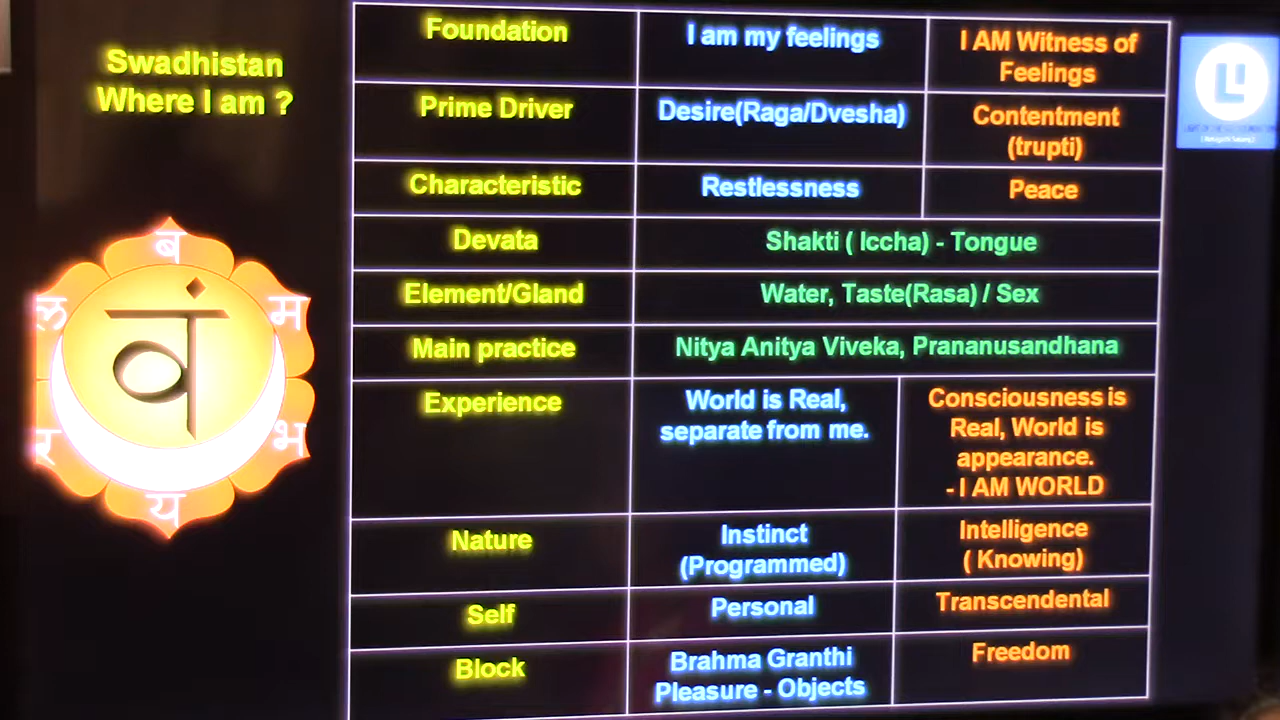 Swadhistan
Where I am ?
ब
ल
म
वं
र
भ
य
Foundation
I am my feelings
I AM Witness of
Feelings
Prime Driver
Desire(Raga/Dvesha)
Contentment
(trupti)
Characteristic
Restlessness
Peace
Devata
Shakti ( Iccha) - Tongue
Element/Gland
Water, Taste(Rasa) / Sex
Main practice
Nitya Anitya Viveka, Prananusandhana
Experience
World is Real,
separate from me.
Consciousness is
Real, World is
appearance.
- I AM WORLD
Nature
Instinct
(Programmed)
Intelligence
( Knowing)
Self
Personal
Transcendental
Block
Brahma Granthi
Pleasure - Objects
Freedom